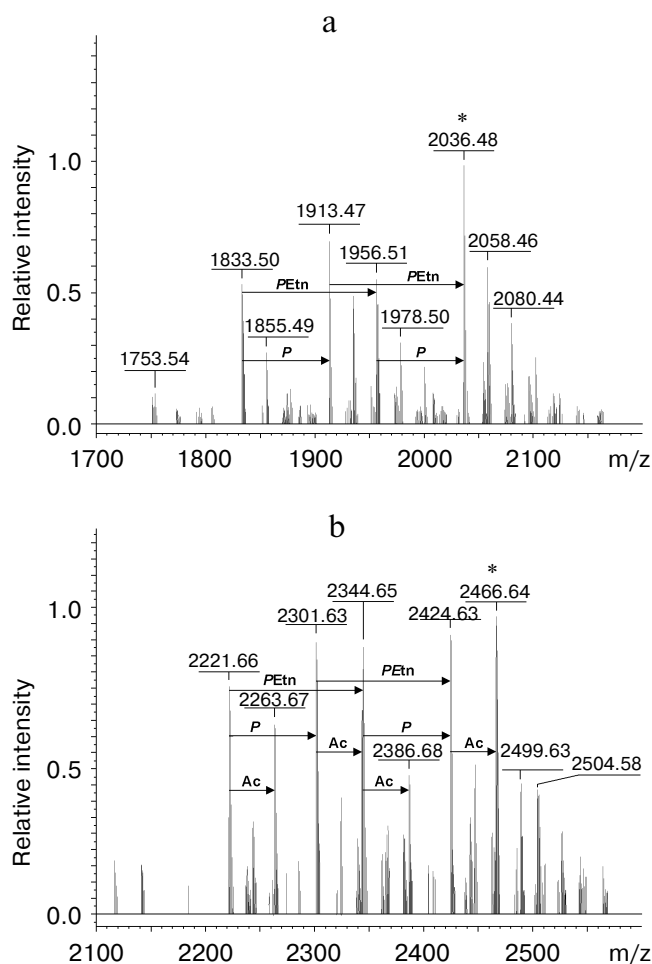 a
Relative intensity
1.0
0.5
0.0
*
2036.48
1913.47
1956.51
1833.50
PEtn
PEtn
2058.46
1855.49
1978.50
2080.44
P
P
1753.54
1700 1800 1900 2000 2100 m/z
b
Relative intensity
1.0
0.5
0.0
*
2344.65
2466.64
2301.63
2424.63
2221.66
PEtn
PEtn
2263.67
P
P
Ac
Ac
Ac
2386.68
Ac
Ac
2499.63
2504.58
2100 2200 2300 2400 2500 m/z